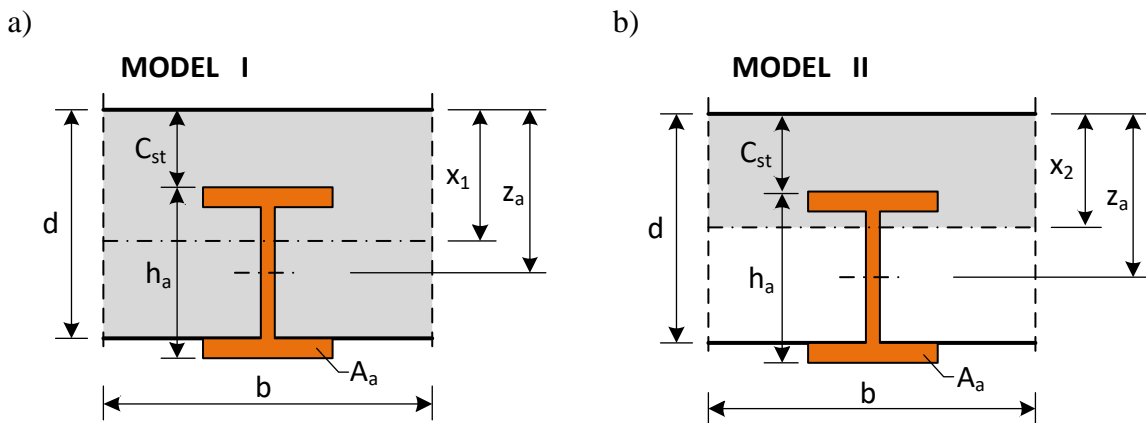 a)
MODEL I
C_st
d
h_a
x_1
z_a
A_a
b
b)
MODEL II
C_st
d
h_a
x_2
z_a
A_a
b